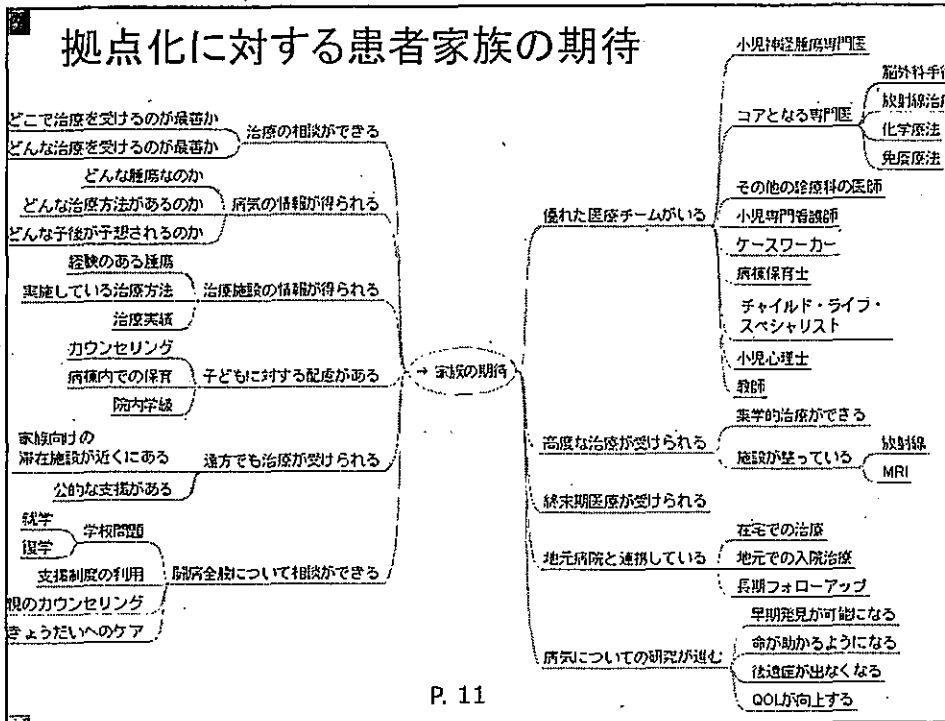 拠点化に対する患者家族の期待
どこで治療を受けるのが最善か
どんな治療を受けるのが最善か
治療の相談ができる
どんな腫瘍なのか
どんな治療方法があるのか
どんな予後が予想されるのか
病気の情報が得られる
経験のある腫瘍
実施している治療方法
治療実績
治療施設の情報が得られる
カウンセリング
病棟内での保育
院内学級
子どもに対する配慮がある
家族向けの
滞在施設が近くにある
公的な支援がある
遠方でも治療が受けられる
就学
復学
学校問題
支援制度の利用
親のカウンセリング
きょうだいへのケア
闘病全般について相談ができる
→ 家族の期待
優れた医療チームがいる
小児神経腫瘍専門医
コアとなる専門医
脳外科手術
放射線治療
化学療法
免疫療法
その他の診療科の医師
小児専門看護師
ケースワーカー
病棟保育士
チャイルド・ライフ・
スペシャリスト
小児心理士
教師
高度な治療が受けられる
集学的治療ができる
施設が整っている
放射線
MRI
終末期医療が受けられる
地元病院と連携している
在宅での治療
地元での入院治療
長期フォローアップ
病気についての研究が進む
早期発見が可能になる
命が助かるようになる
後遺症が出なくなる
QOLが向上する
P. 11